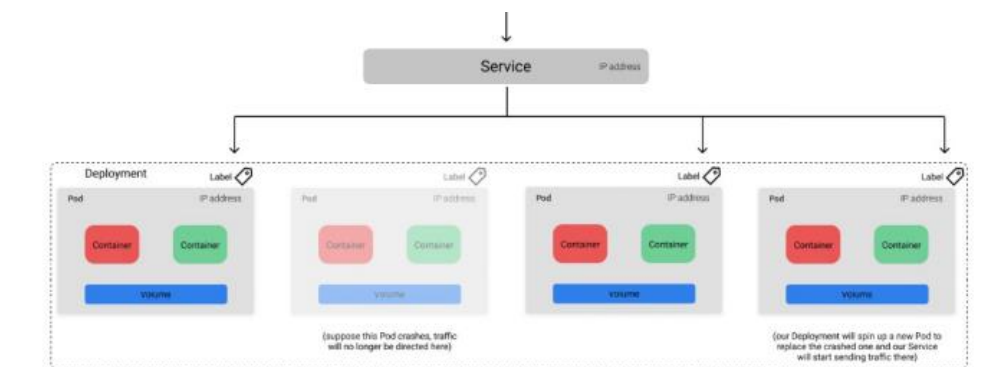 Service IP address
Deployment
Label
Label
Label
Label
Pod IP address
Pod IP address
Pod IP address
Pod IP address
Container Container
Container Container
Container Container
Container Container
volume
volume
volume
volume
(suppose this Pod crashes, traffic
will no longer be directed here)
(our Deployment will spin up a new Pod to
replace the crashed one and our Service
will start sending traffic there)